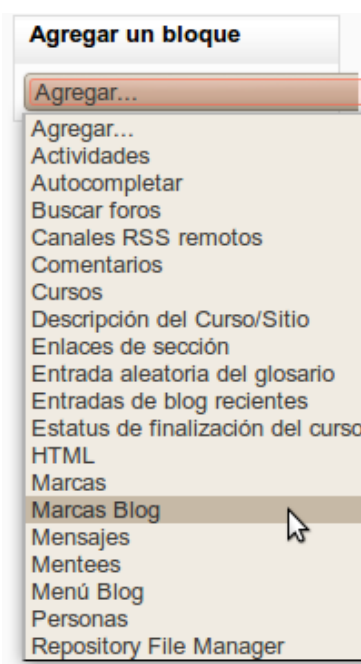 Agregar un bloque
Agregar...
Agregar...
Actividades
Autocompletar
Buscar foros
Canales RSS remotos
Comentarios
Cursos
Descripción del Curso/Sitio
Enlaces de sección
Entrada aleatoria del glosario
Entradas de blog recientes
Estatus de finalización del curso
HTML
Marcas
Marcas Blog
Mensajes
Mentees
Menú Blog
Personas
Repository File Manager